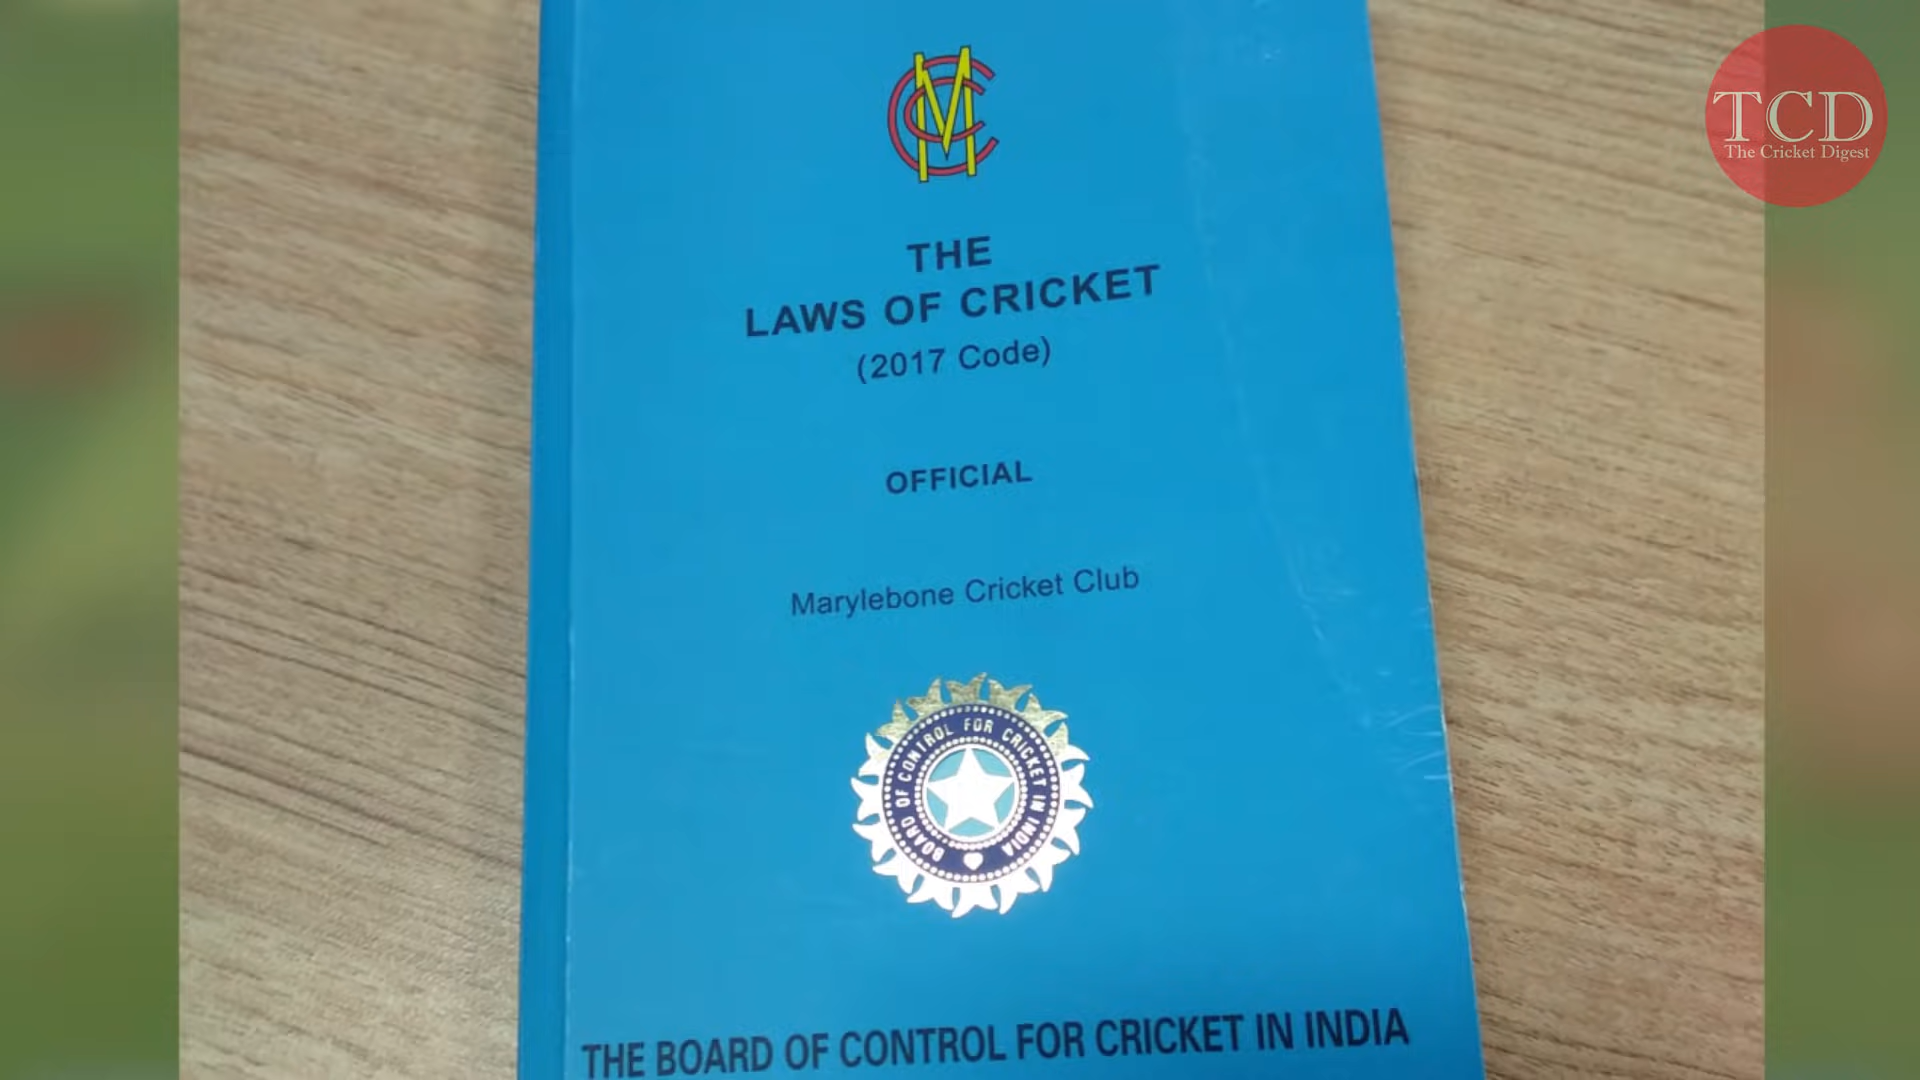 MCC
THE
LAWS OF CRICKET
(2017 Code)
OFFICIAL
Marylebone Cricket Club
BOARD OF CONTROL FOR CRICKET IN INDIA
THE BOARD OF CONTROL FOR CRICKET IN INDIA
TCD
The Cricket Digest